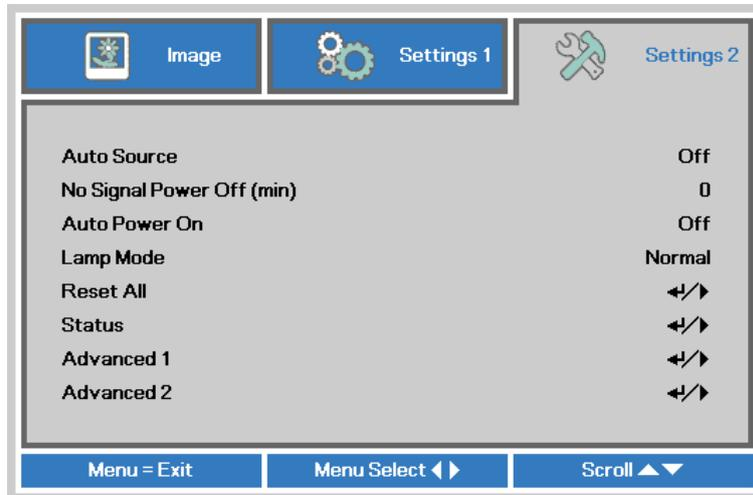 Image
Settings 1
Settings 2
Auto Source Off
No Signal Power Off (min) 0
Auto Power On Off
Lamp Mode Normal
Reset All ↵/▶
Status ↵/▶
Advanced 1 ↵/▶
Advanced 2 ↵/▶
Menu = Exit
Menu Select ◀ ▶
Scroll ▲▼